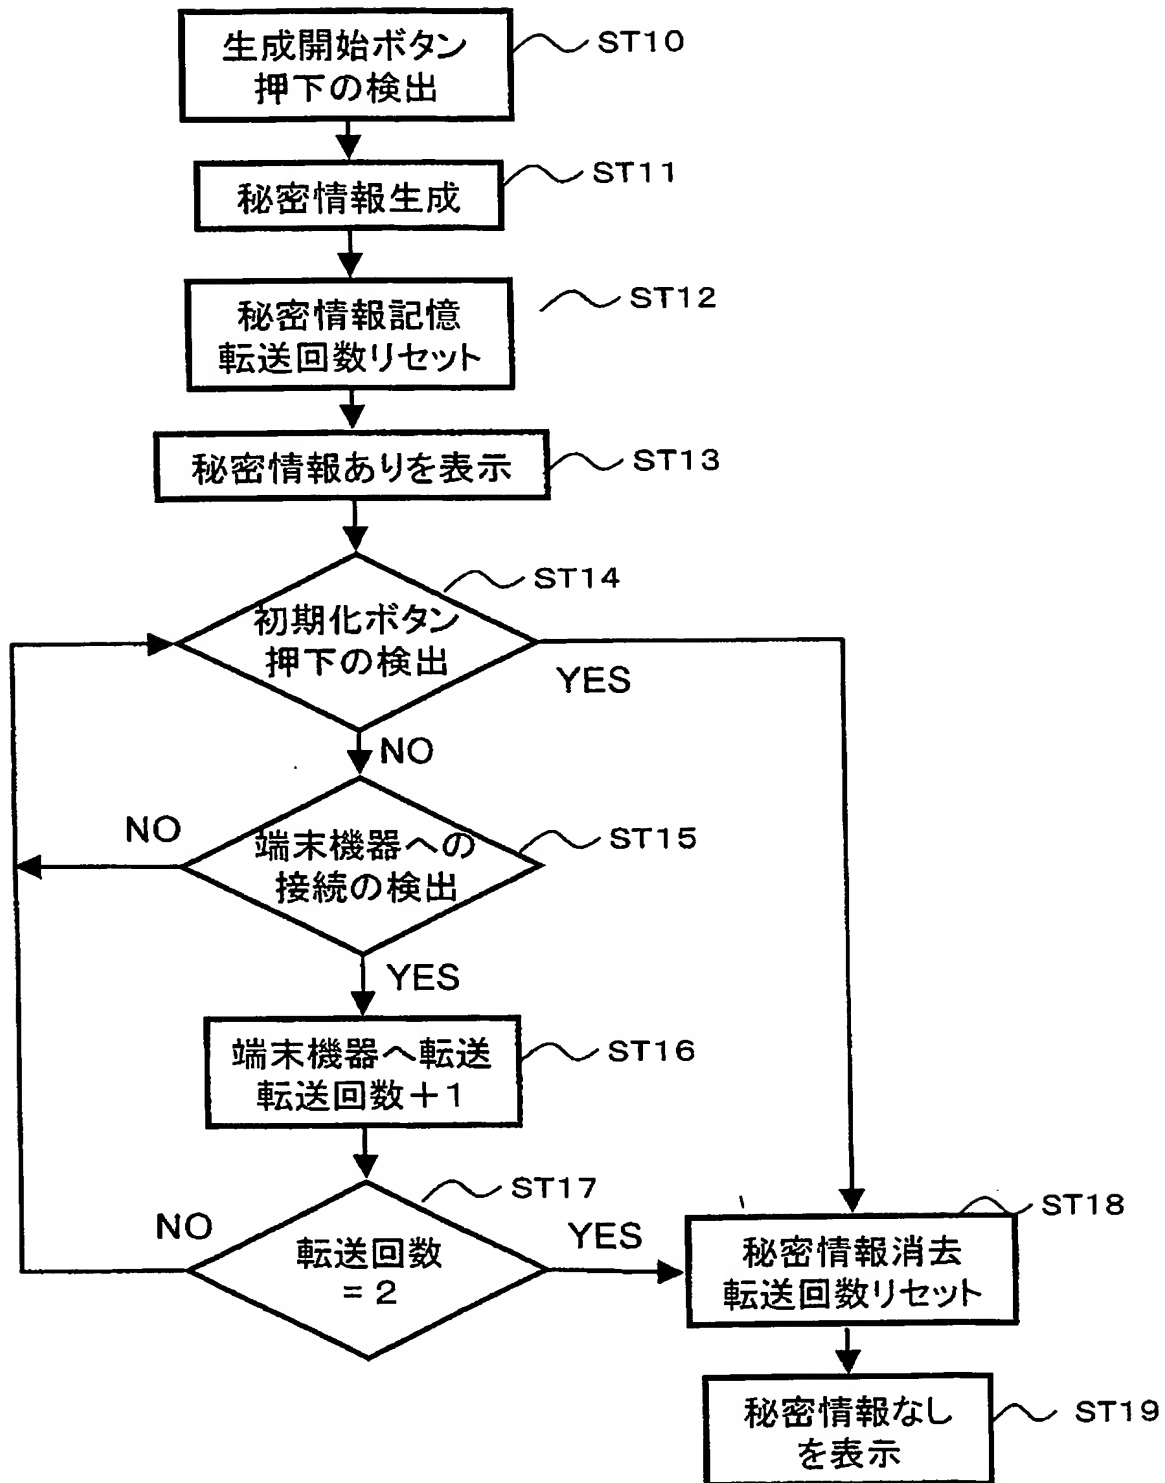 生成開始ボタン
押下の検出
ST10
秘密情報生成
ST11
秘密情報記憶
転送回数リセット
ST12
秘密情報ありを表示
ST13
初期化ボタン
押下の検出
ST14
YES
NO
端末機器への
接続の検出
ST15
NO
YES
端末機器へ転送
転送回数+1
ST16
転送回数
=2
ST17
NO
YES
秘密情報消去
転送回数リセット
ST18
秘密情報なし
を表示
ST19